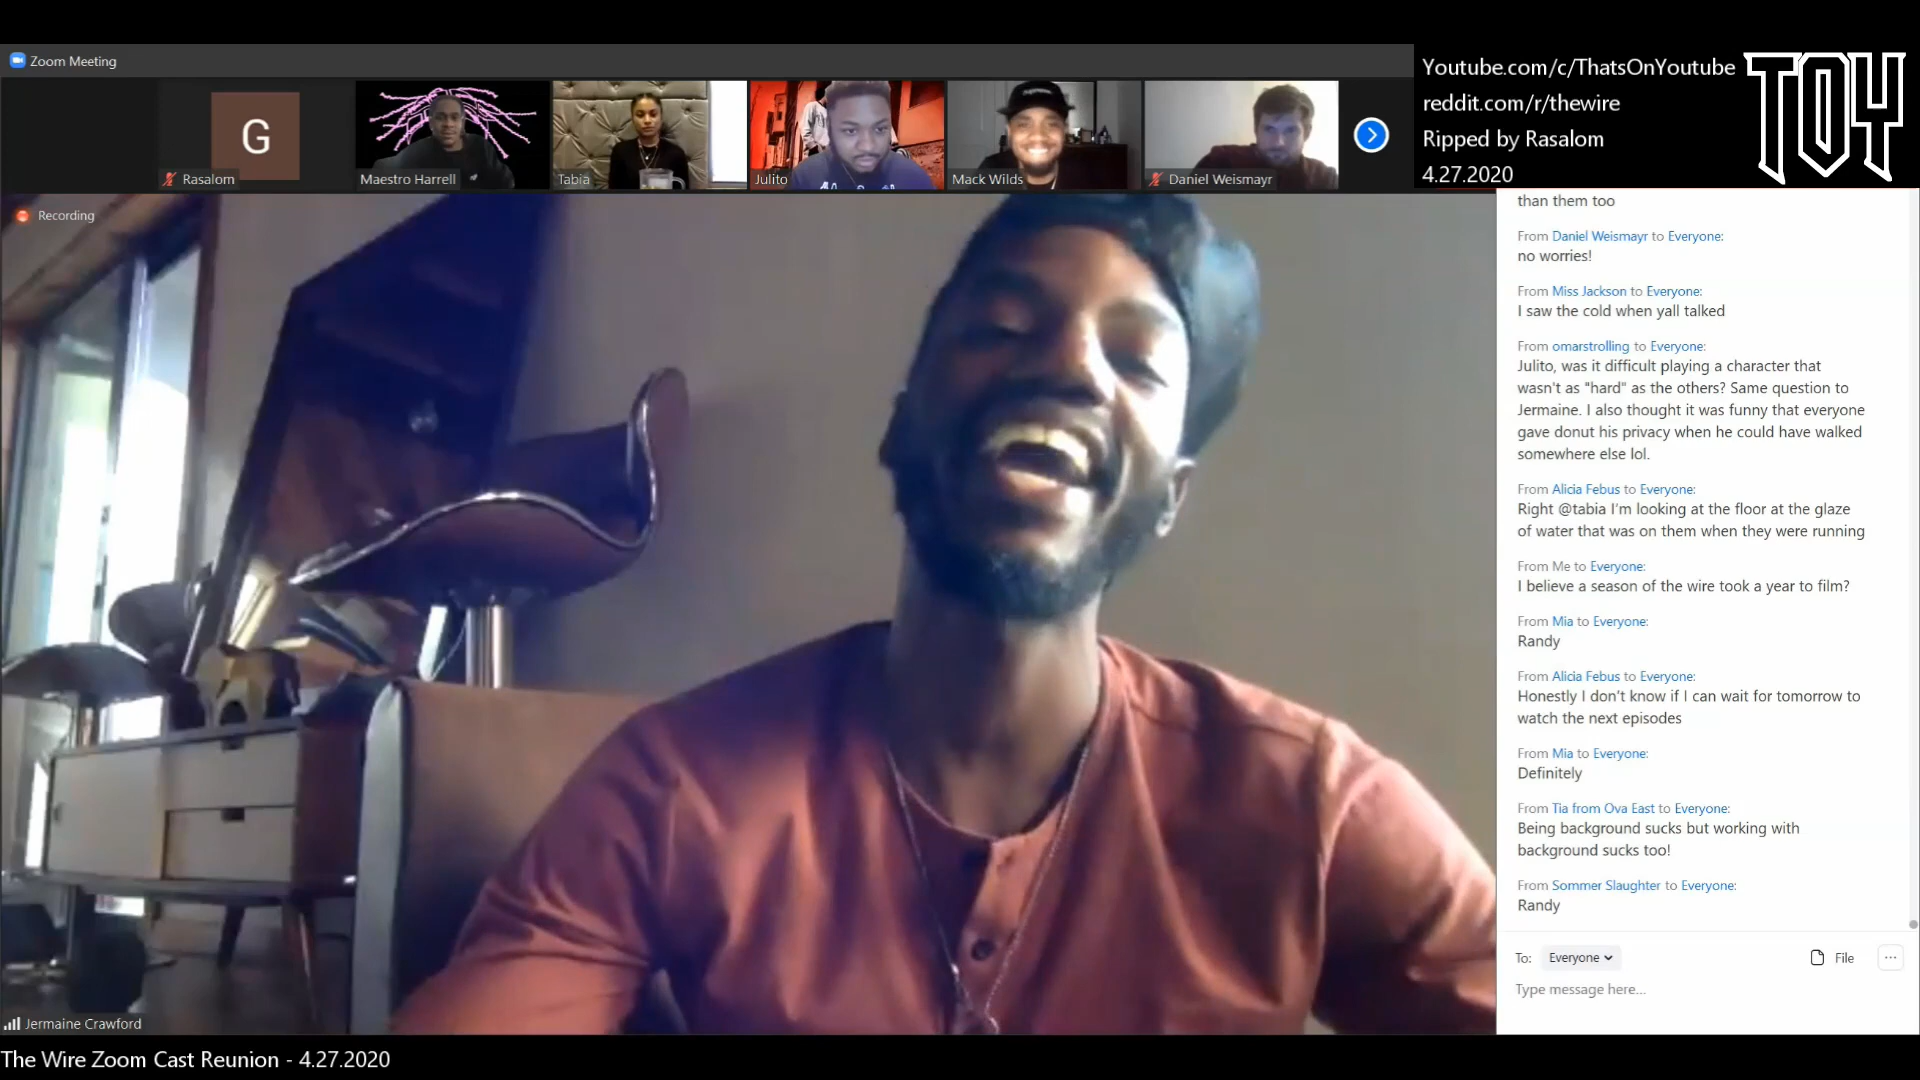 Zoom Meeting
Youtube.com/c/ThatsOnYoutube
reddit.com/r/thewire
Ripped by Rasalom
4.27.2020
TOY
G
Rasalom
Maestro Harrell
Tabia
Julito
Mack Wilds
Daniel Weismayr
Recording
than them too
From Daniel Weismayr to Everyone:
no worries!
From Miss Jackson to Everyone:
I saw the cold when yall talked
From omarstrolling to Everyone:
Julito, was it difficult playing a character that
wasn't as "hard" as the others? Same question to
Jermaine. I also thought it was funny that everyone
gave donut his privacy when he could have walked
somewhere else lol.
From Alicia Febus to Everyone:
Right @tabia I'm looking at the floor at the glaze
of water that was on them when they were running
From Me to Everyone:
I believe a season of the wire took a year to film?
From Mia to Everyone:
Randy
From Alicia Febus to Everyone:
Honestly I don't know if I can wait for tomorrow to
watch the next episodes
From Mia to Everyone:
Definitely
From Tia from Ova East to Everyone:
Being background sucks but working with
background sucks too!
From Sommer Slaughter to Everyone:
Randy
To: Everyone File ...
Type message here...
Jermaine Crawford
The Wire Zoom Cast Reunion - 4.27.2020